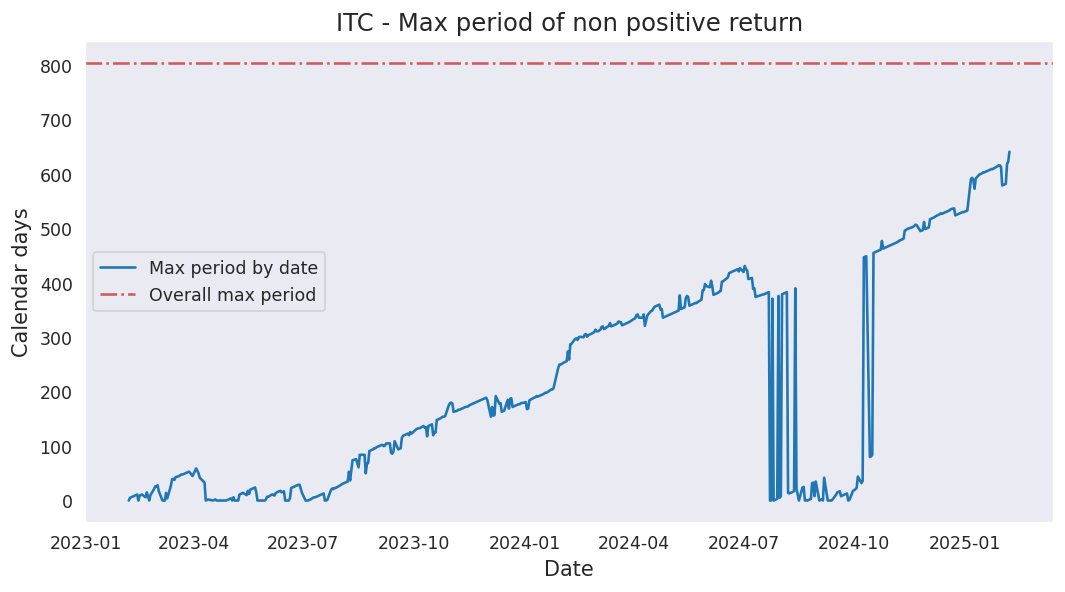 ITC - Max period of non positive return
800
700
600
500
400
300
200
100
0
Calendar days
Max period by date
Overall max period
2023-01 2023-04 2023-07 2023-10 2024-01 2024-04 2024-07 2024-10 2025-01
Date